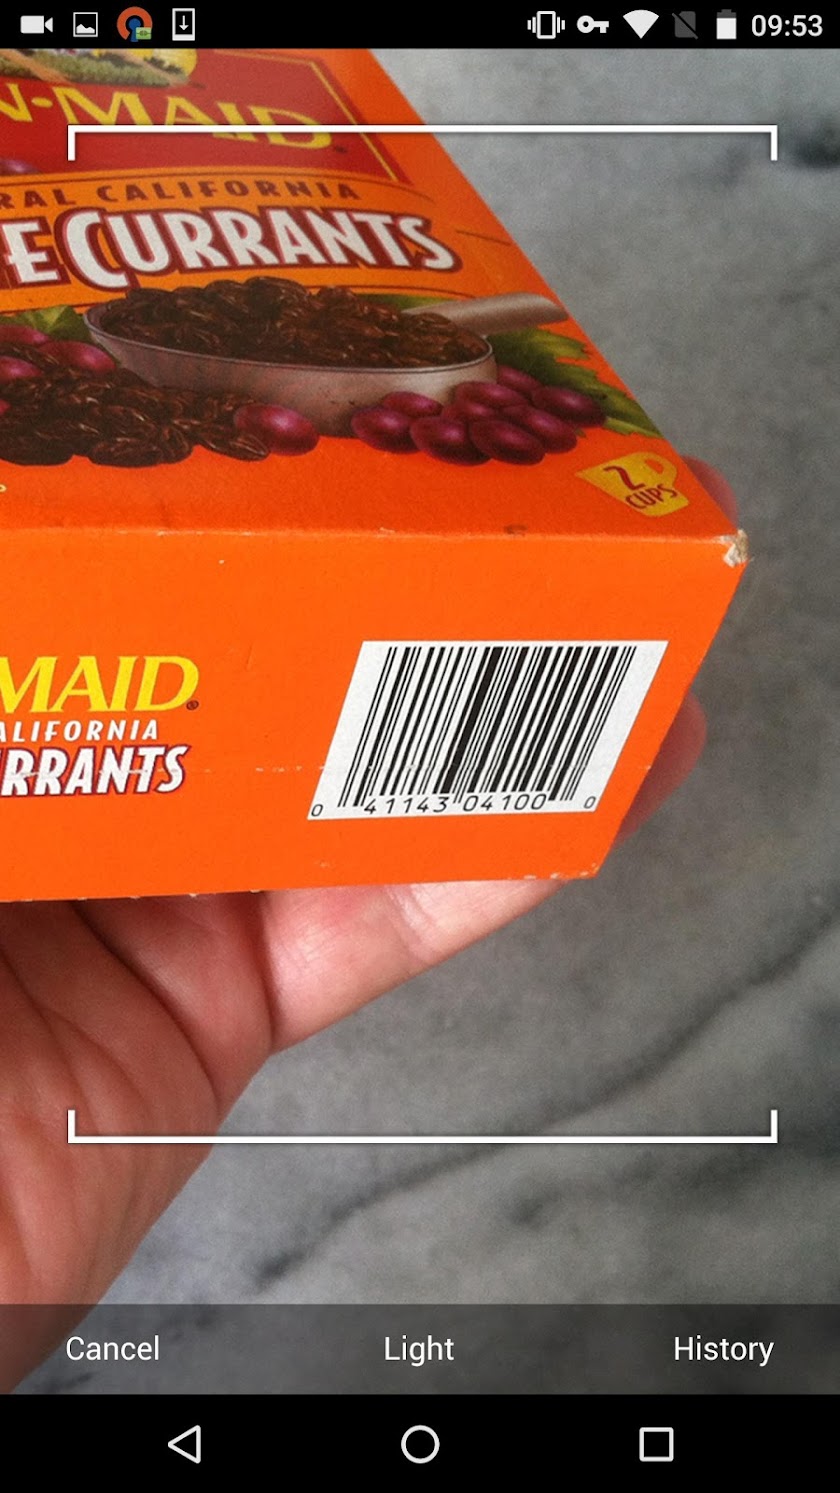 09:53
N-MAID
RAL CALIFORNIA
E CURRANTS
2
CUPS
MAID®
ALIFORNIA
RRANTS
0 41143 04100 0
Cancel Light History